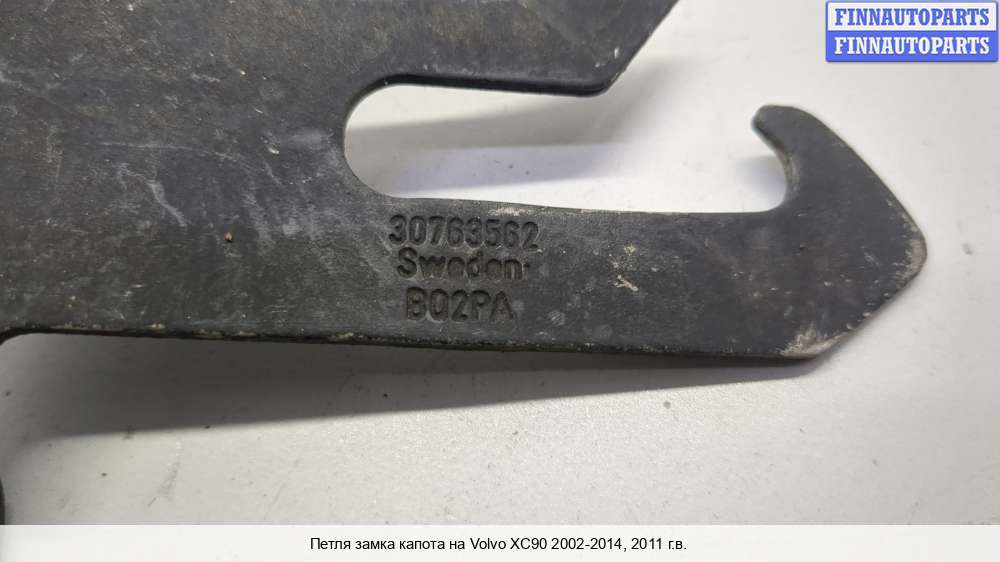 FINNAUTOPARTS
FINNAUTOPARTS
30763562
Sweden
BQ2PA
Петля замка капота на Volvo XC90 2002-2014, 2011 г.в.